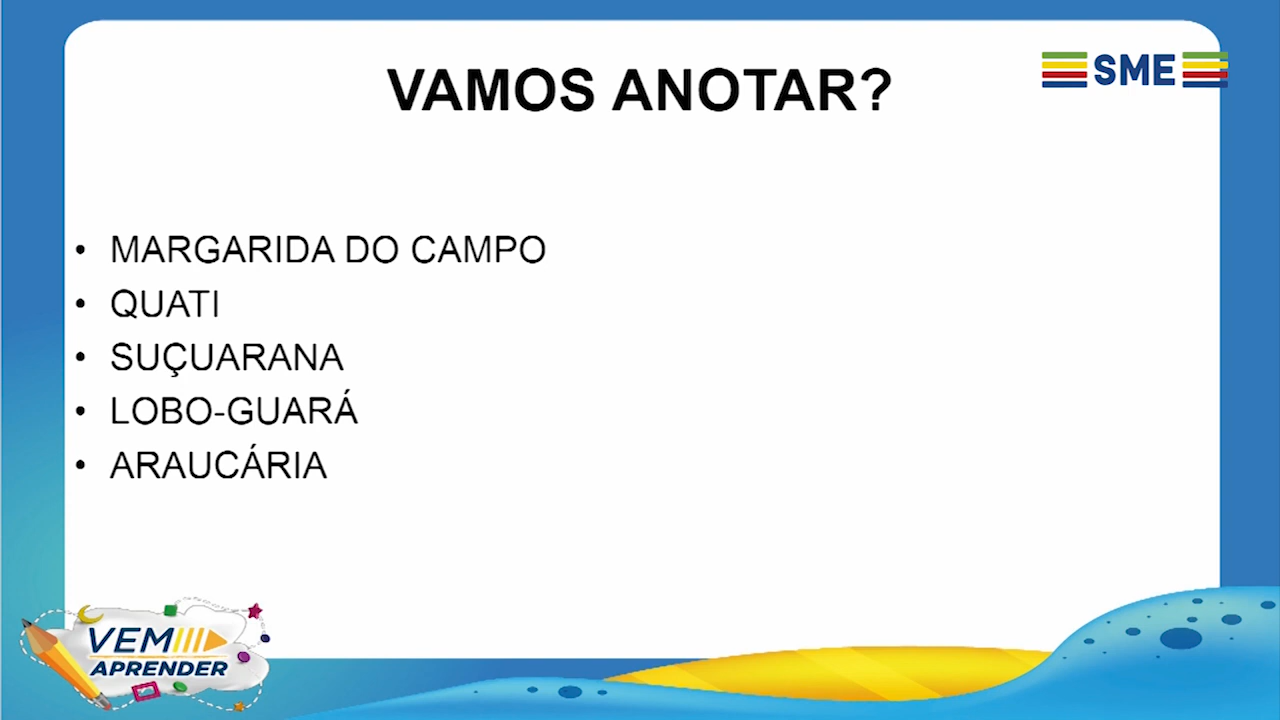 VAMOS ANOTAR?
SME
• MARGARIDA DO CAMPO
• QUATI
• SUÇUARANA
• LOBO-GUARÁ
• ARAUCÁRIA
VEM
APRENDER